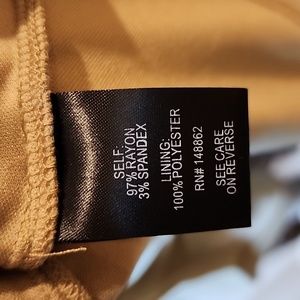 SELF:
97% RAYON
3% SPANDEX
LINING:
100% POLYESTER
RN# 148862
SEE CARE
ON REVERSE